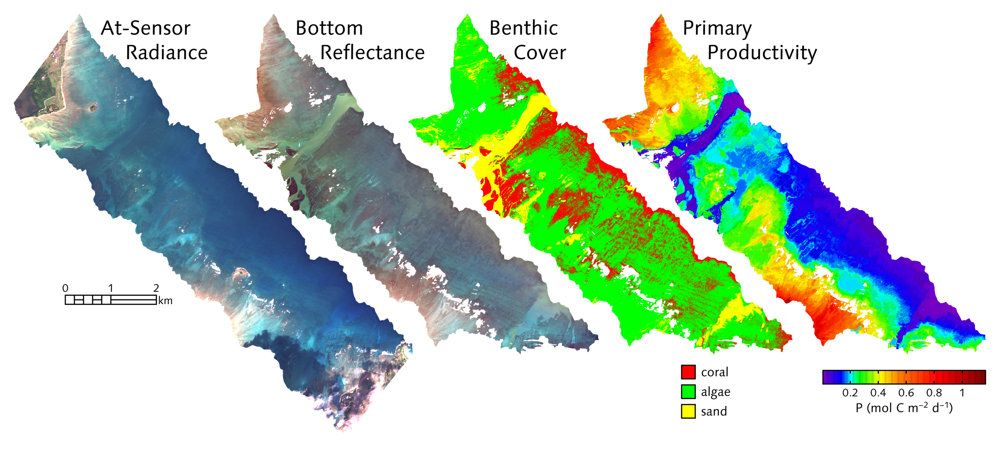 At-Sensor
Radiance
Bottom
Reflectance
Benthic
Cover
Primary
Productivity
0 1 2
km
coral
algae
sand
0.2 0.4 0.6 0.8 1
P (mol C m⁻² d⁻¹)